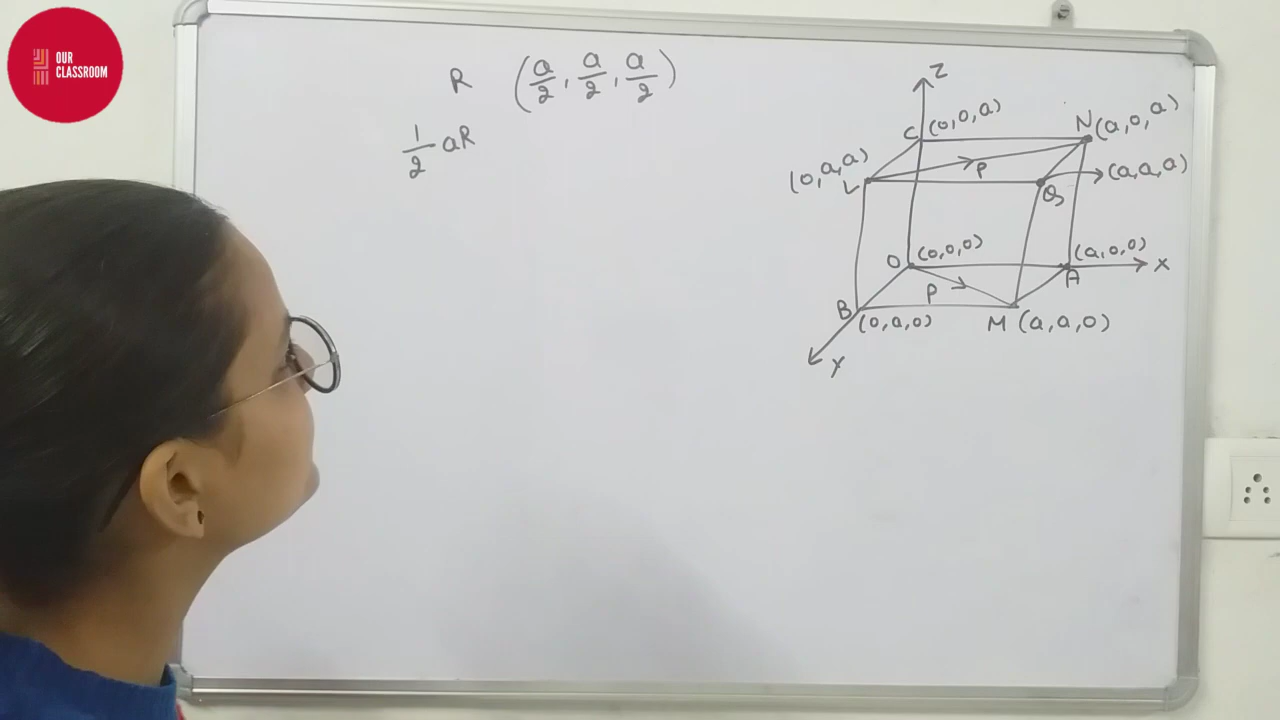 OUR
CLASSROOM
R (a/2, a/2, a/2)
1/2 aR
Z
C (0,0,a)
N (a,0,a)
(0,a,a)
L
P
(a,a,a)
Q
O (0,0,0)
(a,0,0)
X
A
P
B
(0,a,0)
M (a,a,0)
Y